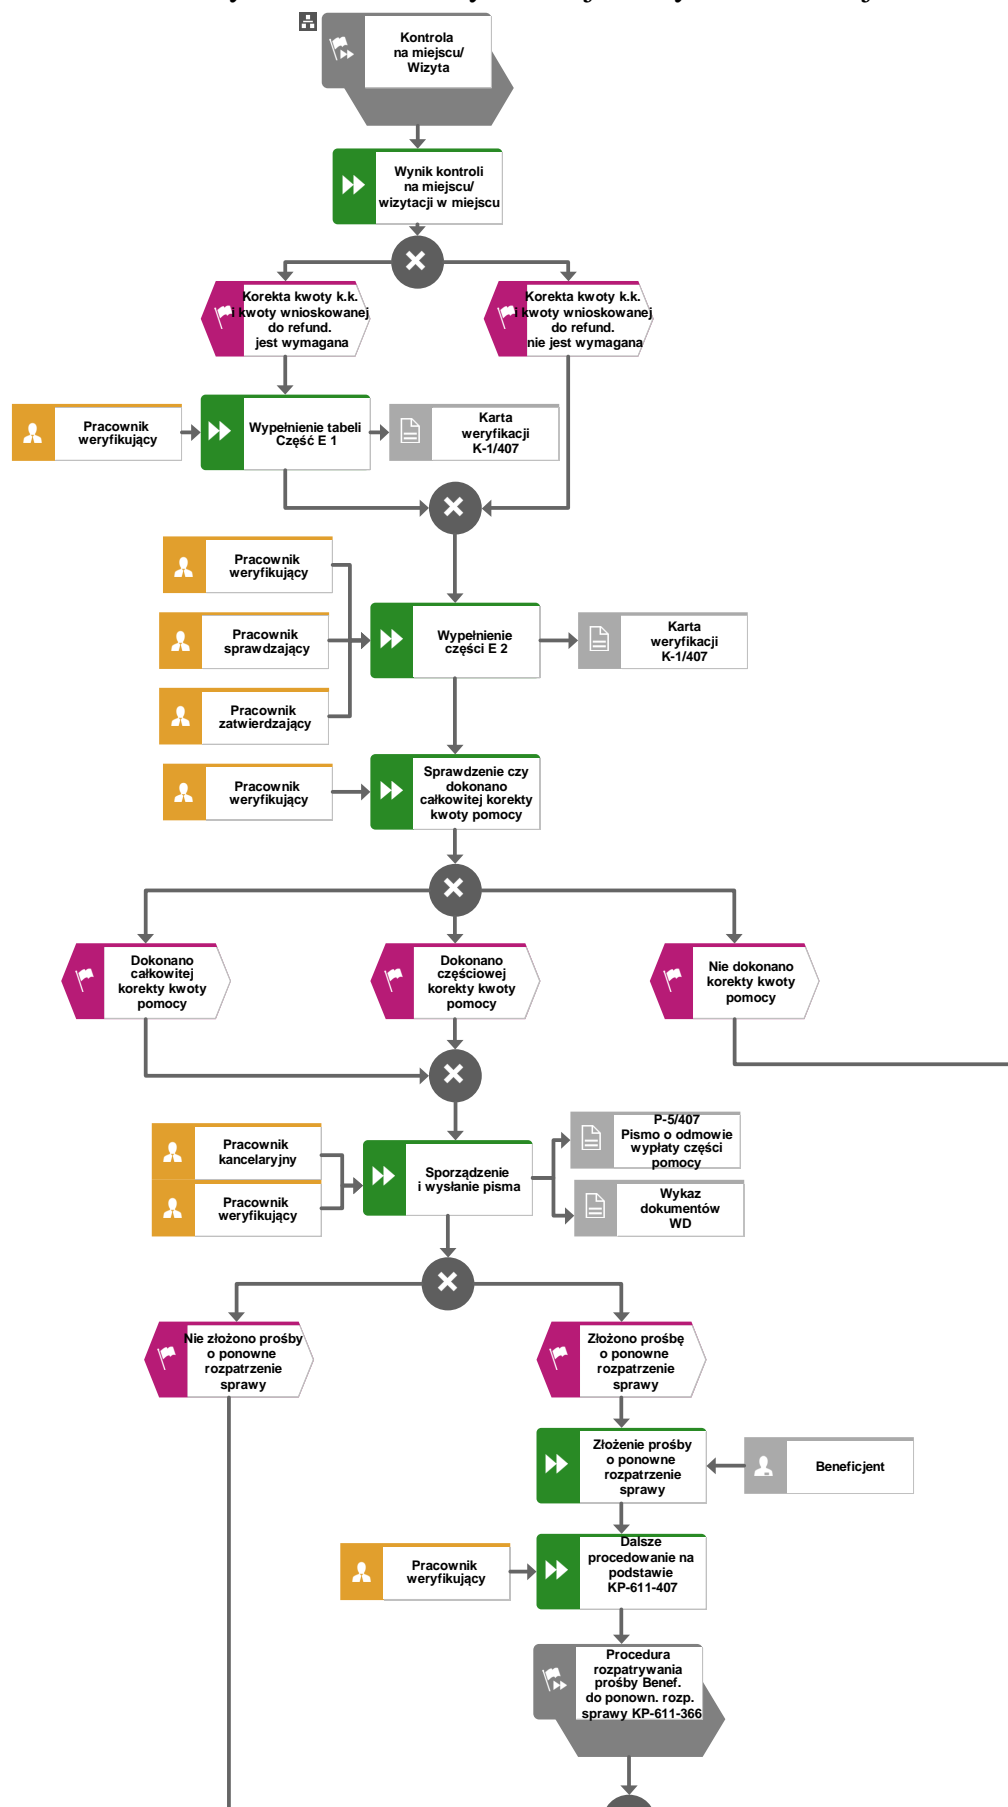 Kontrola
na miejscu/
Wizyta
Wynik kontroli
na miejscu/
wizytacji w miejscu
Korekta kwoty k.k.
i kwoty wnioskowanej
do refund.
jest wymagana
Korekta kwoty k.k.
i kwoty wnioskowanej
do refund.
nie jest wymagana
Pracownik
weryfikujący
Wypełnienie tabeli
Część E 1
Karta
weryfikacji
K-1/407
Pracownik
weryfikujący
Pracownik
sprawdzający
Pracownik
zatwierdzający
Wypełnienie
części E 2
Karta
weryfikacji
K-1/407
Pracownik
weryfikujący
Sprawdzenie czy
dokonano
całkowitej korekty
kwoty pomocy
Dokonano
całkowitej
korekty kwoty
pomocy
Dokonano
częściowej
korekty kwoty
pomocy
Nie dokonano
korekty kwoty
pomocy
Pracownik
kancelaryjny
Pracownik
weryfikujący
Sporządzenie
i wysłanie pisma
P-5/407
Pismo o odmowie
wypłaty części
pomocy
Wykaz
dokumentów
WD
Nie złożono prośby
o ponowne
rozpatrzenie
sprawy
Złożono prośbę
o ponowne
rozpatrzenie
sprawy
Złożenie prośby
o ponowne
rozpatrzenie
sprawy
Beneficjent
Pracownik
weryfikujący
Dalsze
procedowanie na
podstawie
KP-611-407
Procedura
rozpatrywania
prośby Benef.
do ponown. rozp.
sprawy KP-611-366